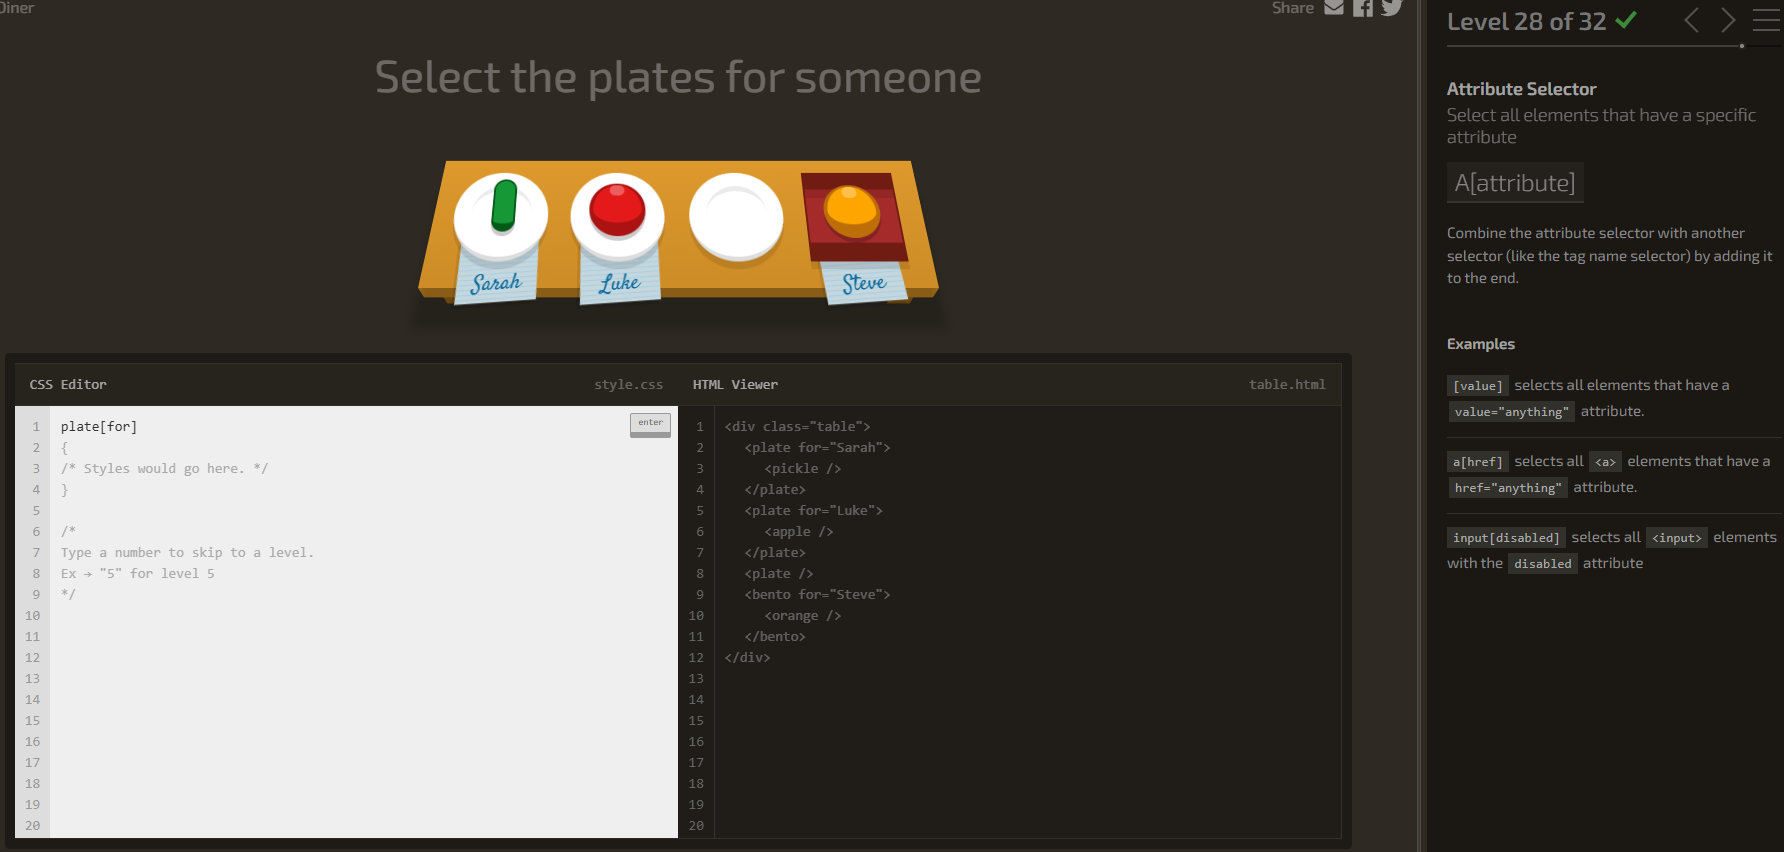 Diner
Share
Select the plates for someone
Sarah
Luke
Steve
CSS Editor
style.css
1 plate[for]
enter
2 {
3 /* Styles would go here. */
4 }
5
6 /*
7 Type a number to skip to a level.
8 Ex → "5" for level 5
9 */
10
11
12
13
14
15
16
17
18
19
20
HTML Viewer
table.html
1 <div class="table">
2 <plate for="Sarah">
3 <pickle />
4 </plate>
5 <plate for="Luke">
6 <apple />
7 </plate>
8 <plate />
9 <bento for="Steve">
10 <orange />
11 </bento>
12 </div>
13
14
15
16
17
18
19
20
Level 28 of 32
Attribute Selector
Select all elements that have a specific
attribute
A[attribute]
Combine the attribute selector with another
selector (like the tag name selector) by adding it
to the end.
Examples
[value] selects all elements that have a
value="anything" attribute.
a[href] selects all <a> elements that have a
href="anything" attribute.
input[disabled] selects all <input> elements
with the disabled attribute